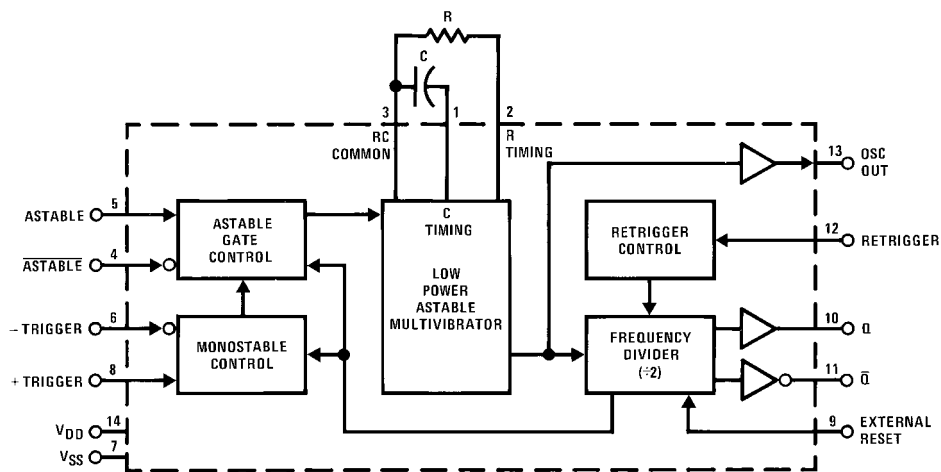 R
C
3
1
2
RC
COMMON
R
TIMING
13
OSC
OUT
5
ASTABLE
ASTABLE
GATE
CONTROL
C
TIMING
RETRIGGER
CONTROL
12
RETRIGGER
4
ASTABLE
LOW
POWER
ASTABLE
MULTIVIBRATOR
6
− TRIGGER
MONOSTABLE
CONTROL
FREQUENCY
DIVIDER
(÷2)
10
Q
8
+ TRIGGER
11
Q̅
14
VDD
7
VSS
9
EXTERNAL
RESET